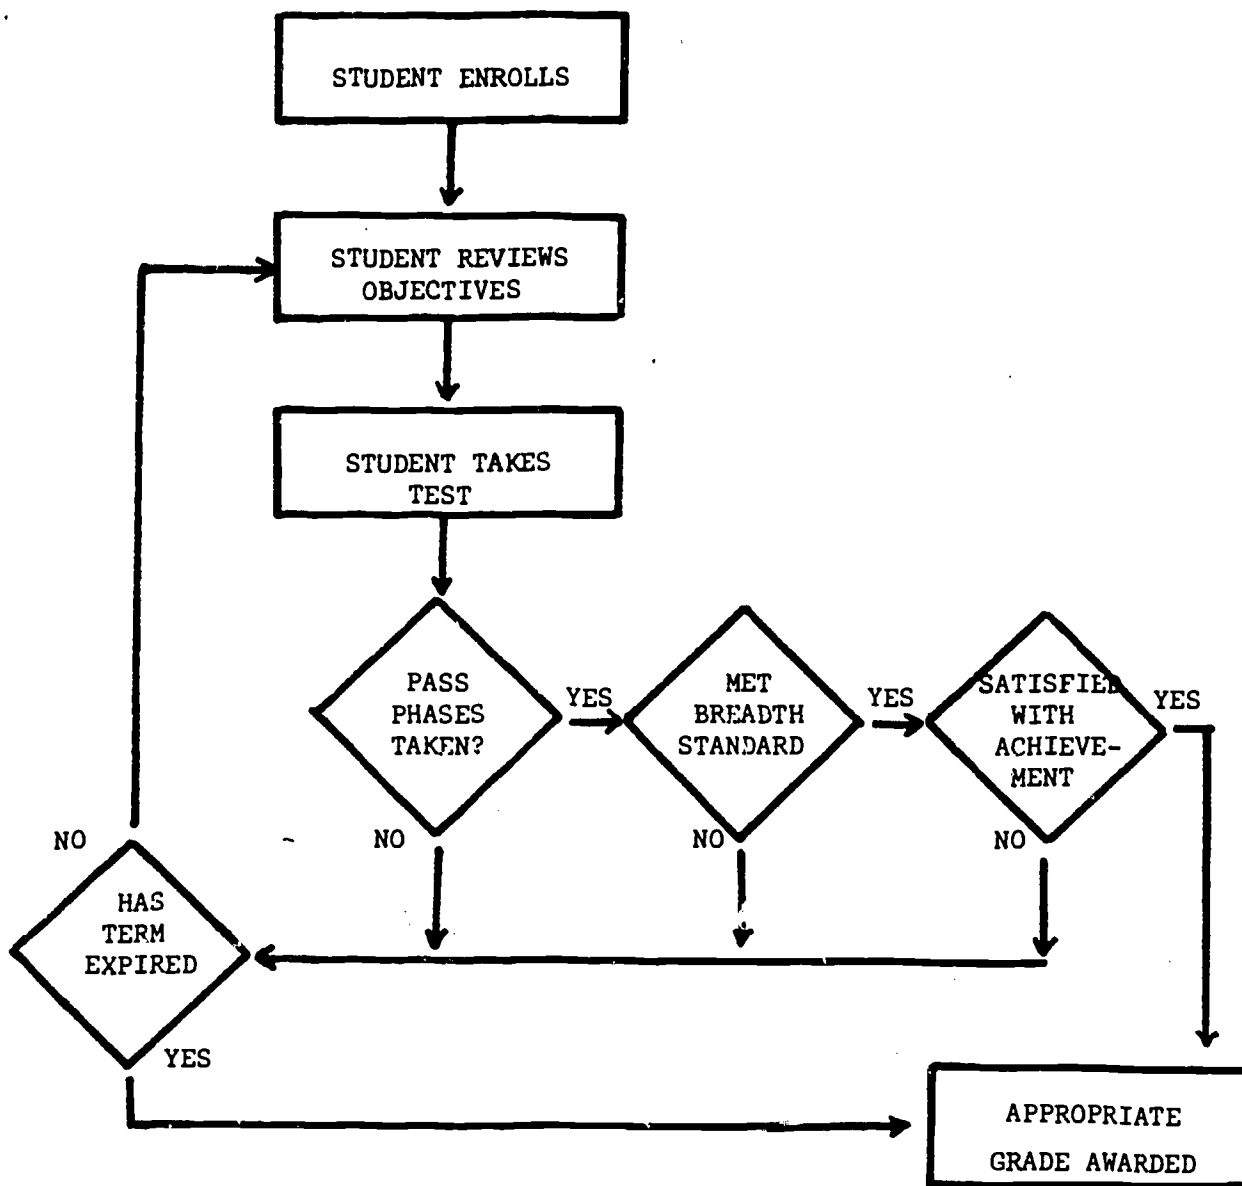 STUDENT ENROLLS
STUDENT REVIEWS
OBJECTIVES
STUDENT TAKES
TEST
PASS
PHASES
TAKEN?
YES
NO
MET
BREADTH
STANDARD
YES
NO
SATISFIED
WITH
ACHIEVE-
MENT
YES
NO
NO
HAS
TERM
EXPIRED
YES
APPROPRIATE
GRADE AWARDED